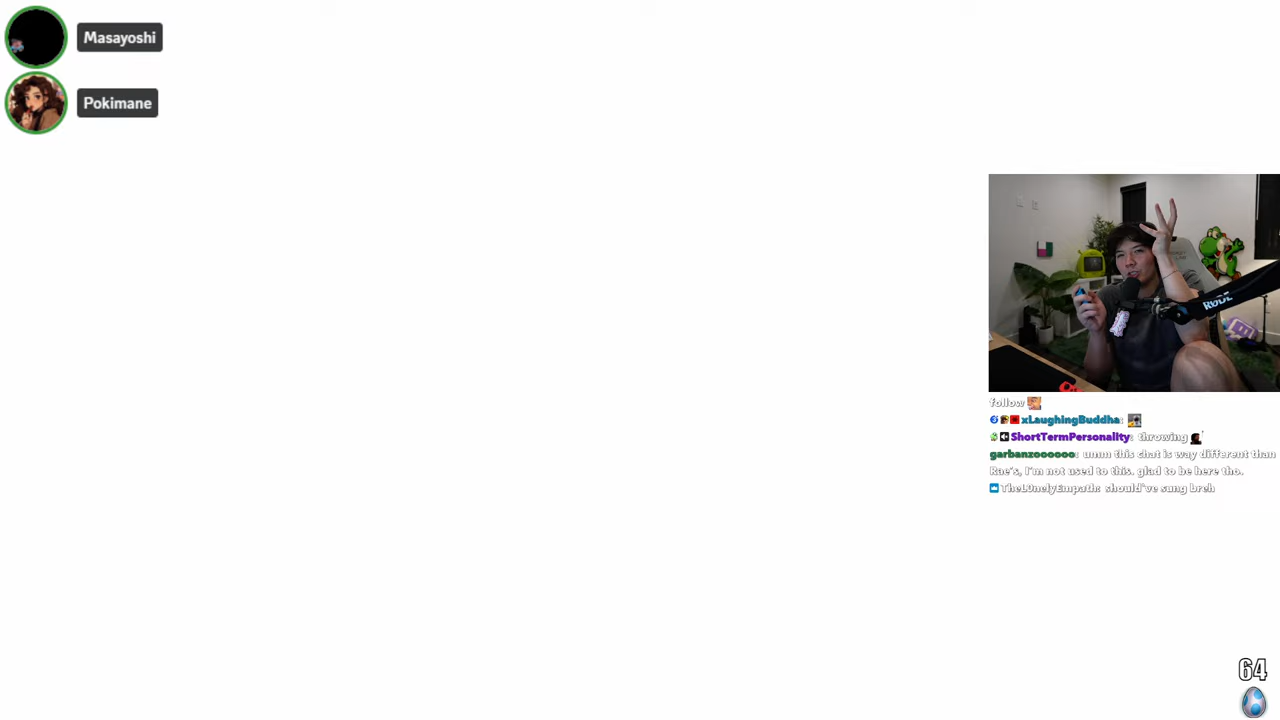 Masayoshi
Pokimane
RØDE
follow
xLaughingBuddha:
ShortTermPersonality: throwing
garbanzoooooo: umm this chat is way different than
Rae's, I'm not used to this. glad to be here tho.
TheL0nelyEmpath: should've sang breh
64